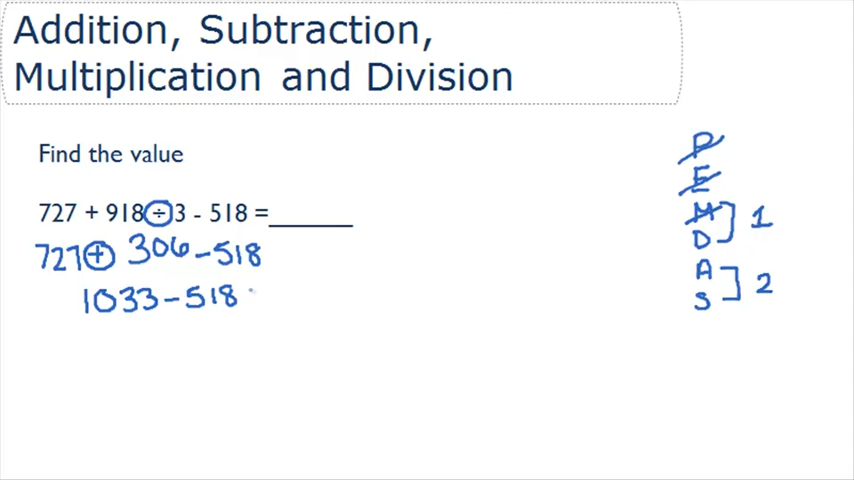 Addition, Subtraction,
Multiplication and Division
Find the value
727 + 918 ÷ 3 - 518 =______
727 + 306 - 518
1033 - 518
P
E
M
D
1
A
S
2